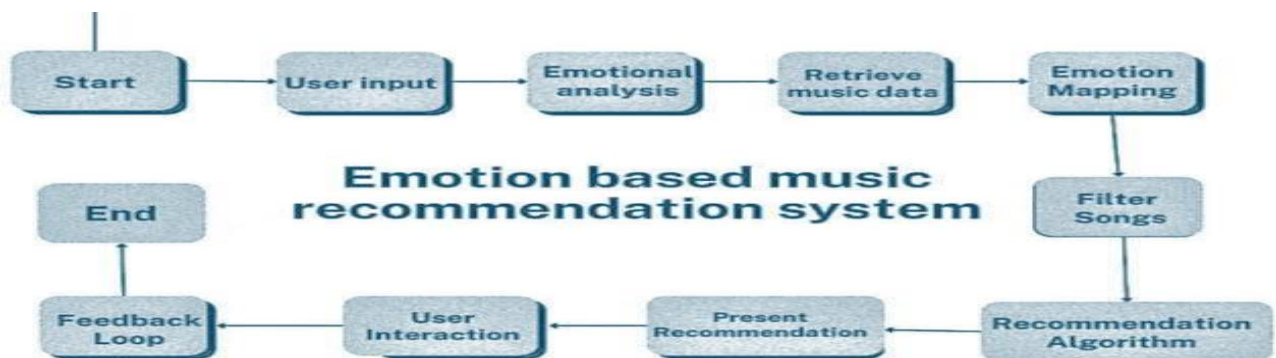 Start
User input
Emotional
analysis
Retrieve
music data
Emotion
Mapping
Emotion based music
recommendation system
Filter
Songs
Recommendation
Algorithm
Present
Recommendation
User
Interaction
Feedback
Loop
End